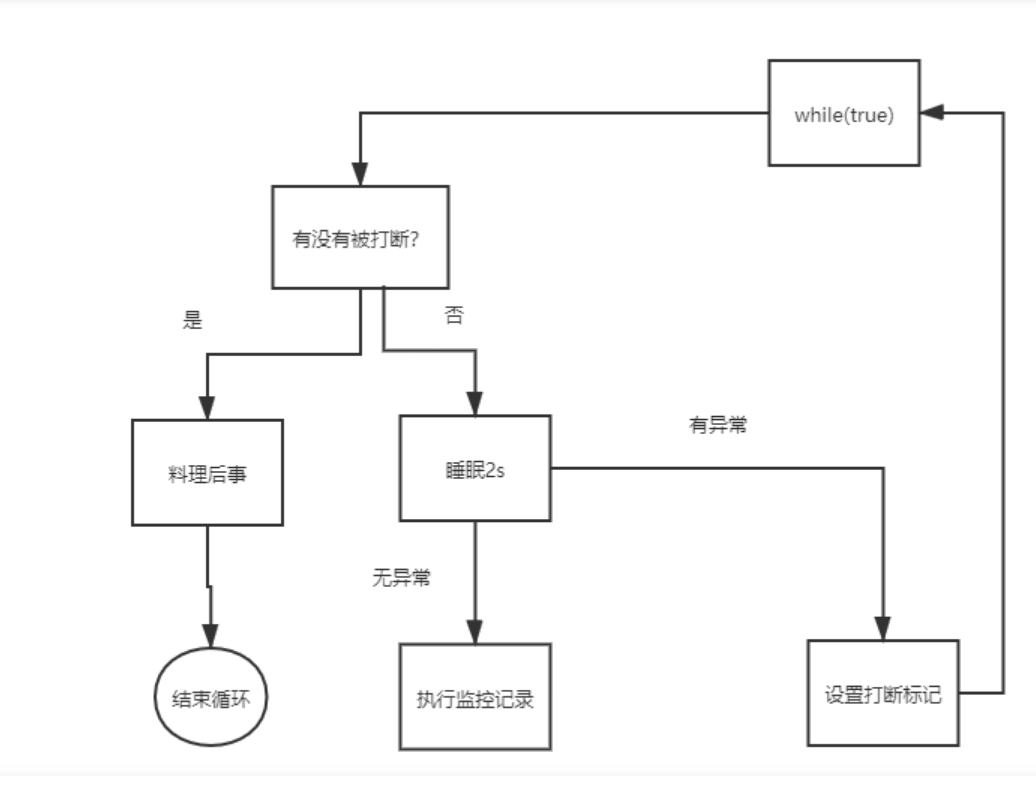 while(true)
有没有被打断?
是
否
有异常
料理后事
睡眠2s
无异常
结束循环
执行监控记录
设置打断标记